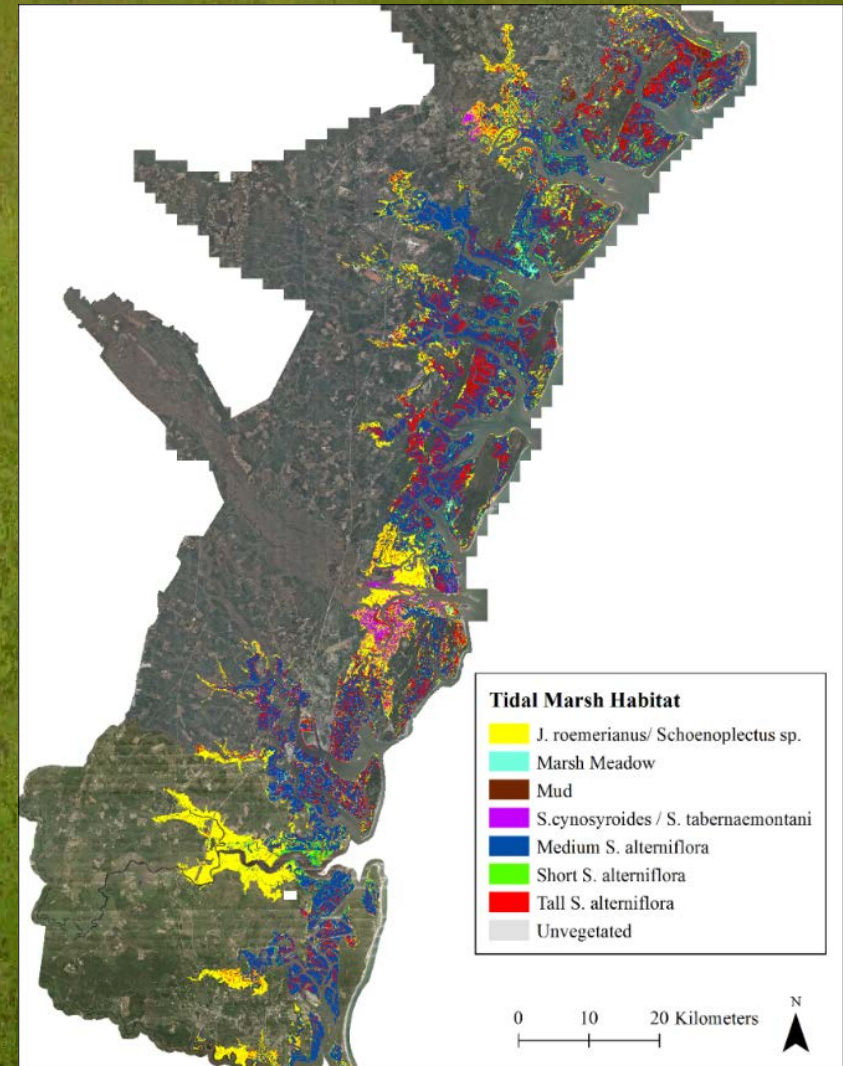 Tidal Marsh Habitat
J. roemerianus/ Schoenoplectus sp.
Marsh Meadow
Mud
S.cynosyroides / S. tabernaemontani
Medium S. alterniflora
Short S. alterniflora
Tall S. alterniflora
Unvegetated
0 10 20 Kilometers
N